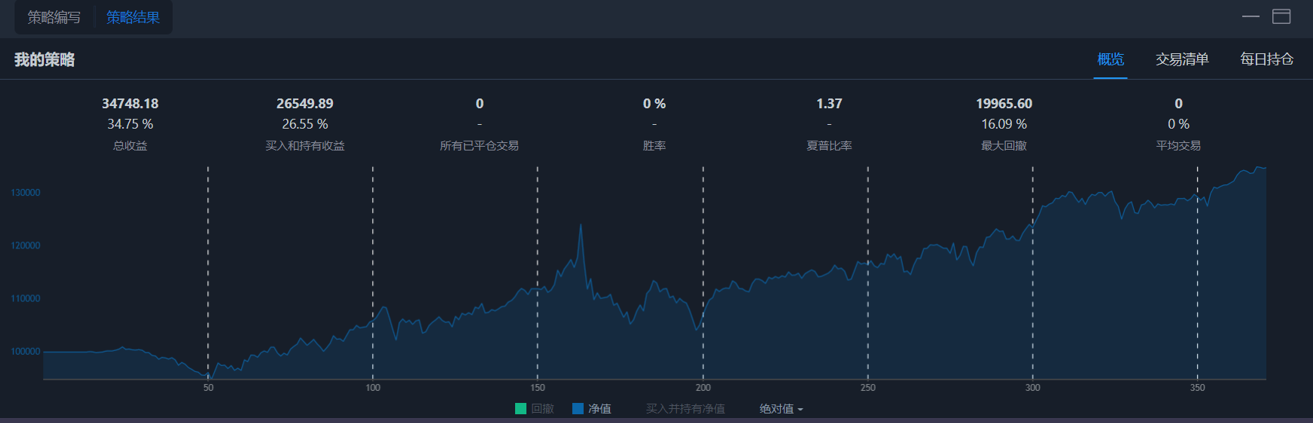 策略编写 策略结果
我的策略 概览 交易清单 每日持仓
34748.18 26549.89 0 0 % 1.37 19965.60 0
34.75 % 26.55 % - - - 16.09 % 0 %
总收益 买入和持有收益 所有已平仓交易 胜率 夏普比率 最大回撤 平均交易
130000
120000
110000
100000
50 100 150 200 250 300 350
回撤 净值 买入并持有净值 绝对值